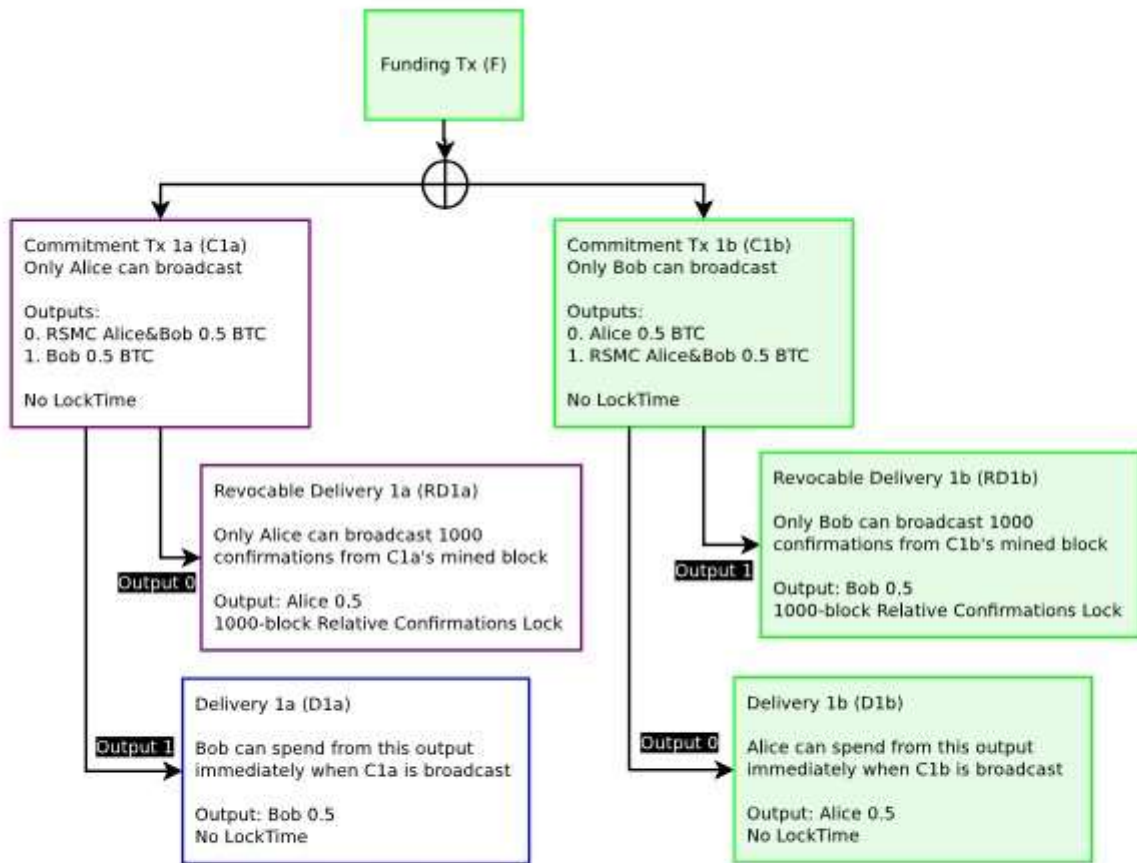 Funding Tx (F)
Commitment Tx 1a (C1a)
Only Alice can broadcast
Outputs:
0. RSMC Alice&Bob 0.5 BTC
1. Bob 0.5 BTC
No LockTime
Commitment Tx 1b (C1b)
Only Bob can broadcast
Outputs:
0. Alice 0.5 BTC
1. RSMC Alice&Bob 0.5 BTC
No LockTime
Revocable Delivery 1a (RD1a)
Only Alice can broadcast 1000
confirmations from C1a's mined block
Output: Alice 0.5
1000-block Relative Confirmations Lock
Output 0
Revocable Delivery 1b (RD1b)
Only Bob can broadcast 1000
confirmations from C1b's mined block
Output: Bob 0.5
1000-block Relative Confirmations Lock
Output 1
Delivery 1a (D1a)
Bob can spend from this output
immediately when C1a is broadcast
Output: Bob 0.5
No LockTime
Output 1
Delivery 1b (D1b)
Alice can spend from this output
immediately when C1b is broadcast
Output: Alice 0.5
No LockTime
Output 0